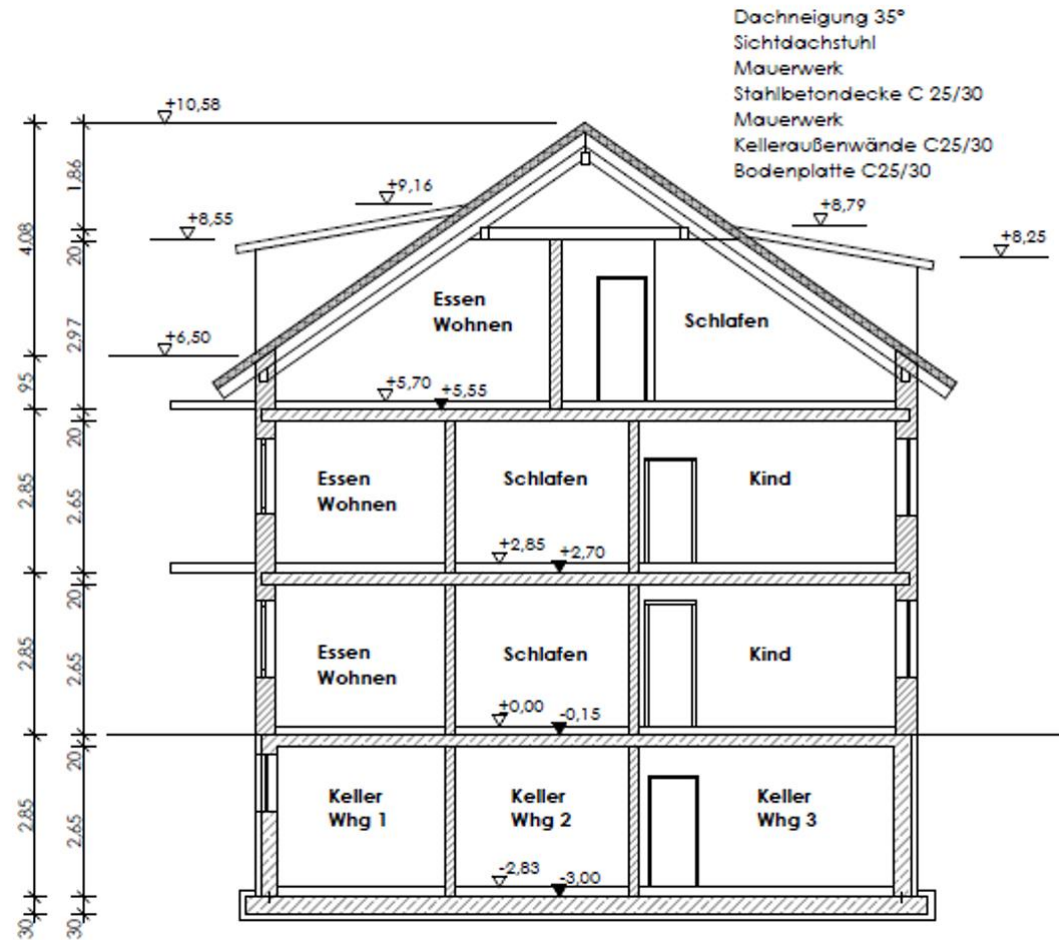 Dachneigung 35°
Sichtdachstuhl
Mauerwerk
Stahlbetondecke C 25/30
Mauerwerk
Kelleraußenwände C25/30
Bodenplatte C25/30
+10,58
+9,16
+8,55
+8,79
+8,25
+6,50
1,86
4,08
20
2,97
95
Essen
Wohnen
Schlafen
+5,70
+5,55
20
2,85
2,65
Essen
Wohnen
Schlafen
Kind
+2,85
+2,70
20
2,85
2,65
Essen
Wohnen
Schlafen
Kind
+0,00
-0,15
20
2,85
2,65
Keller
Whg 1
Keller
Whg 2
Keller
Whg 3
-2,83
-3,00
30
30